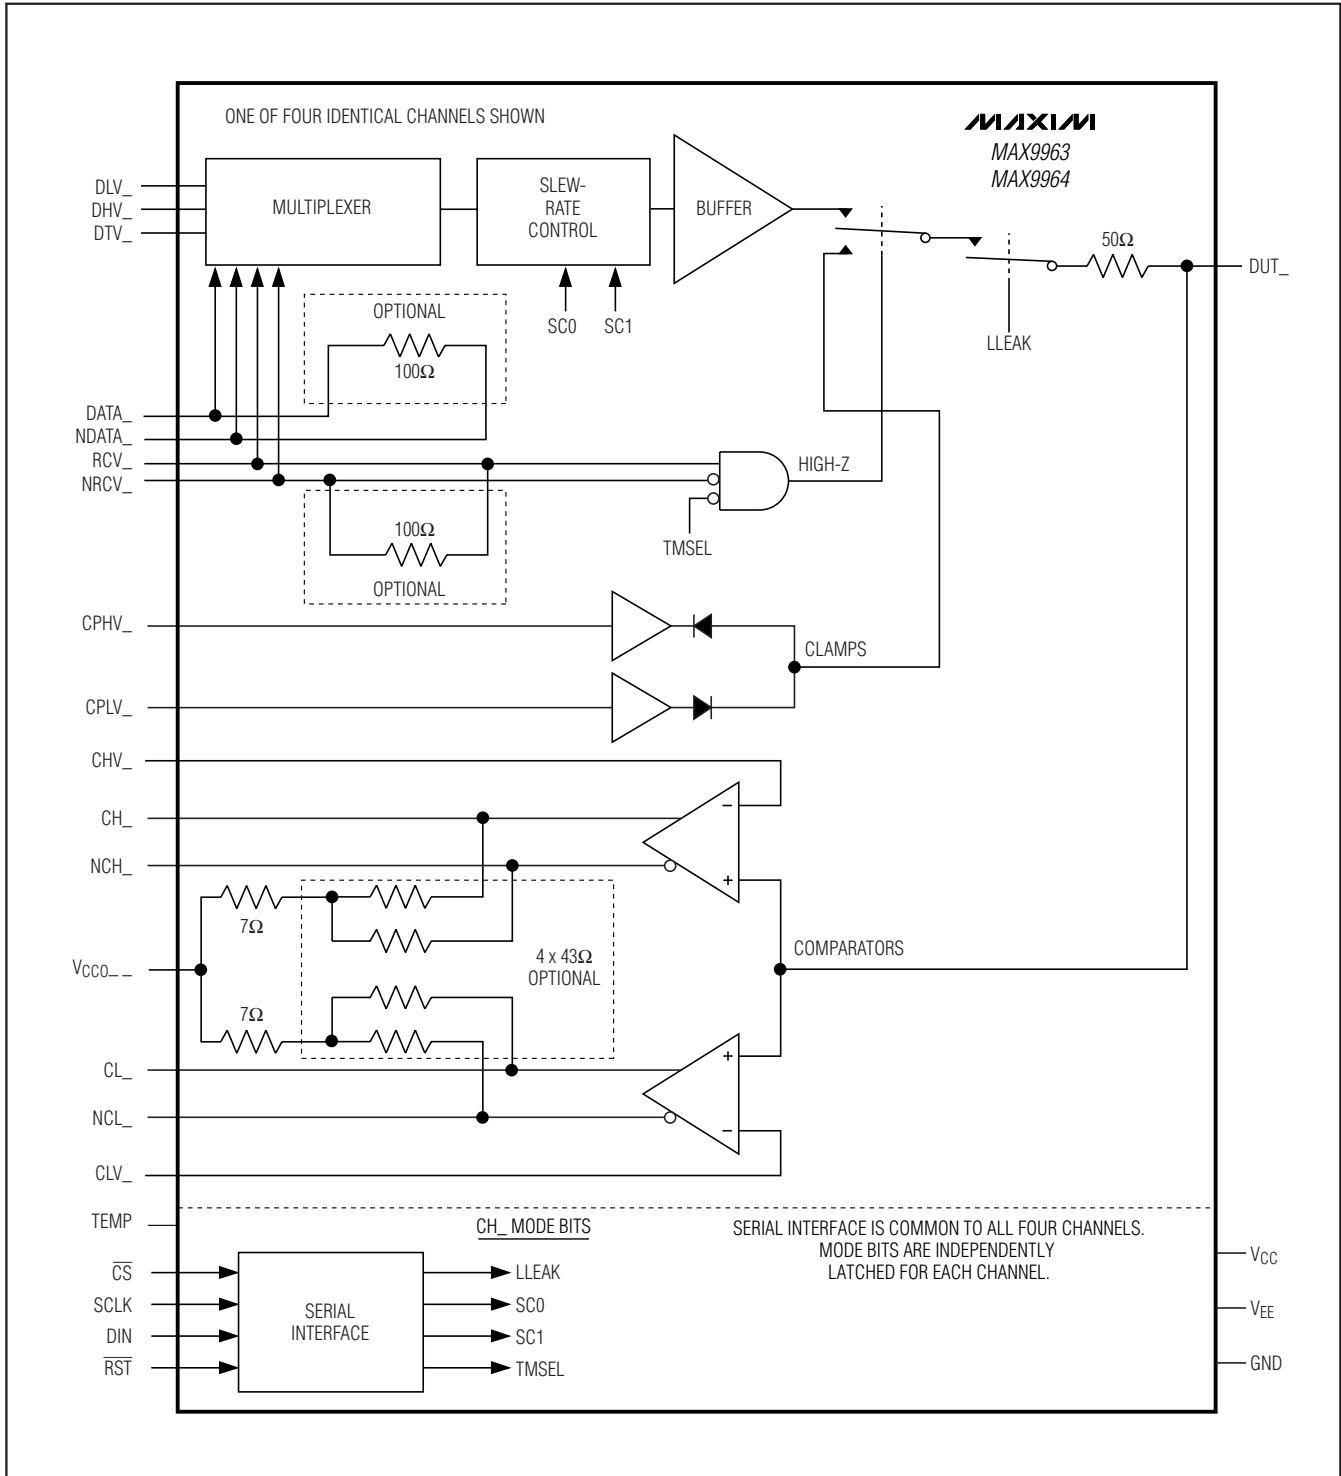 ONE OF FOUR IDENTICAL CHANNELS SHOWN
MAXIM
MAX9963
MAX9964
DLV_
DHV_
DTV_
MULTIPLEXER
SLEW-
RATE
CONTROL
BUFFER
50Ω
DUT_
OPTIONAL
100Ω
SC0
SC1
LLEAK
DATA_
NDATA_
RCV_
NRCV_
HIGH-Z
100Ω
OPTIONAL
TMSEL
CPHV_
CLAMPS
CPLV_
CHV_
CH_
−
NCH_
+
7Ω
4 x 43Ω
OPTIONAL
COMPARATORS
VCCO_ _
7Ω
CL_
+
NCL_
−
CLV_
TEMP
CH_ MODE BITS
SERIAL INTERFACE IS COMMON TO ALL FOUR CHANNELS.
MODE BITS ARE INDEPENDENTLY
LATCHED FOR EACH CHANNEL.
C̅S̅
SCLK
DIN
R̅S̅T̅
SERIAL
INTERFACE
LLEAK
SC0
SC1
TMSEL
VCC
VEE
GND